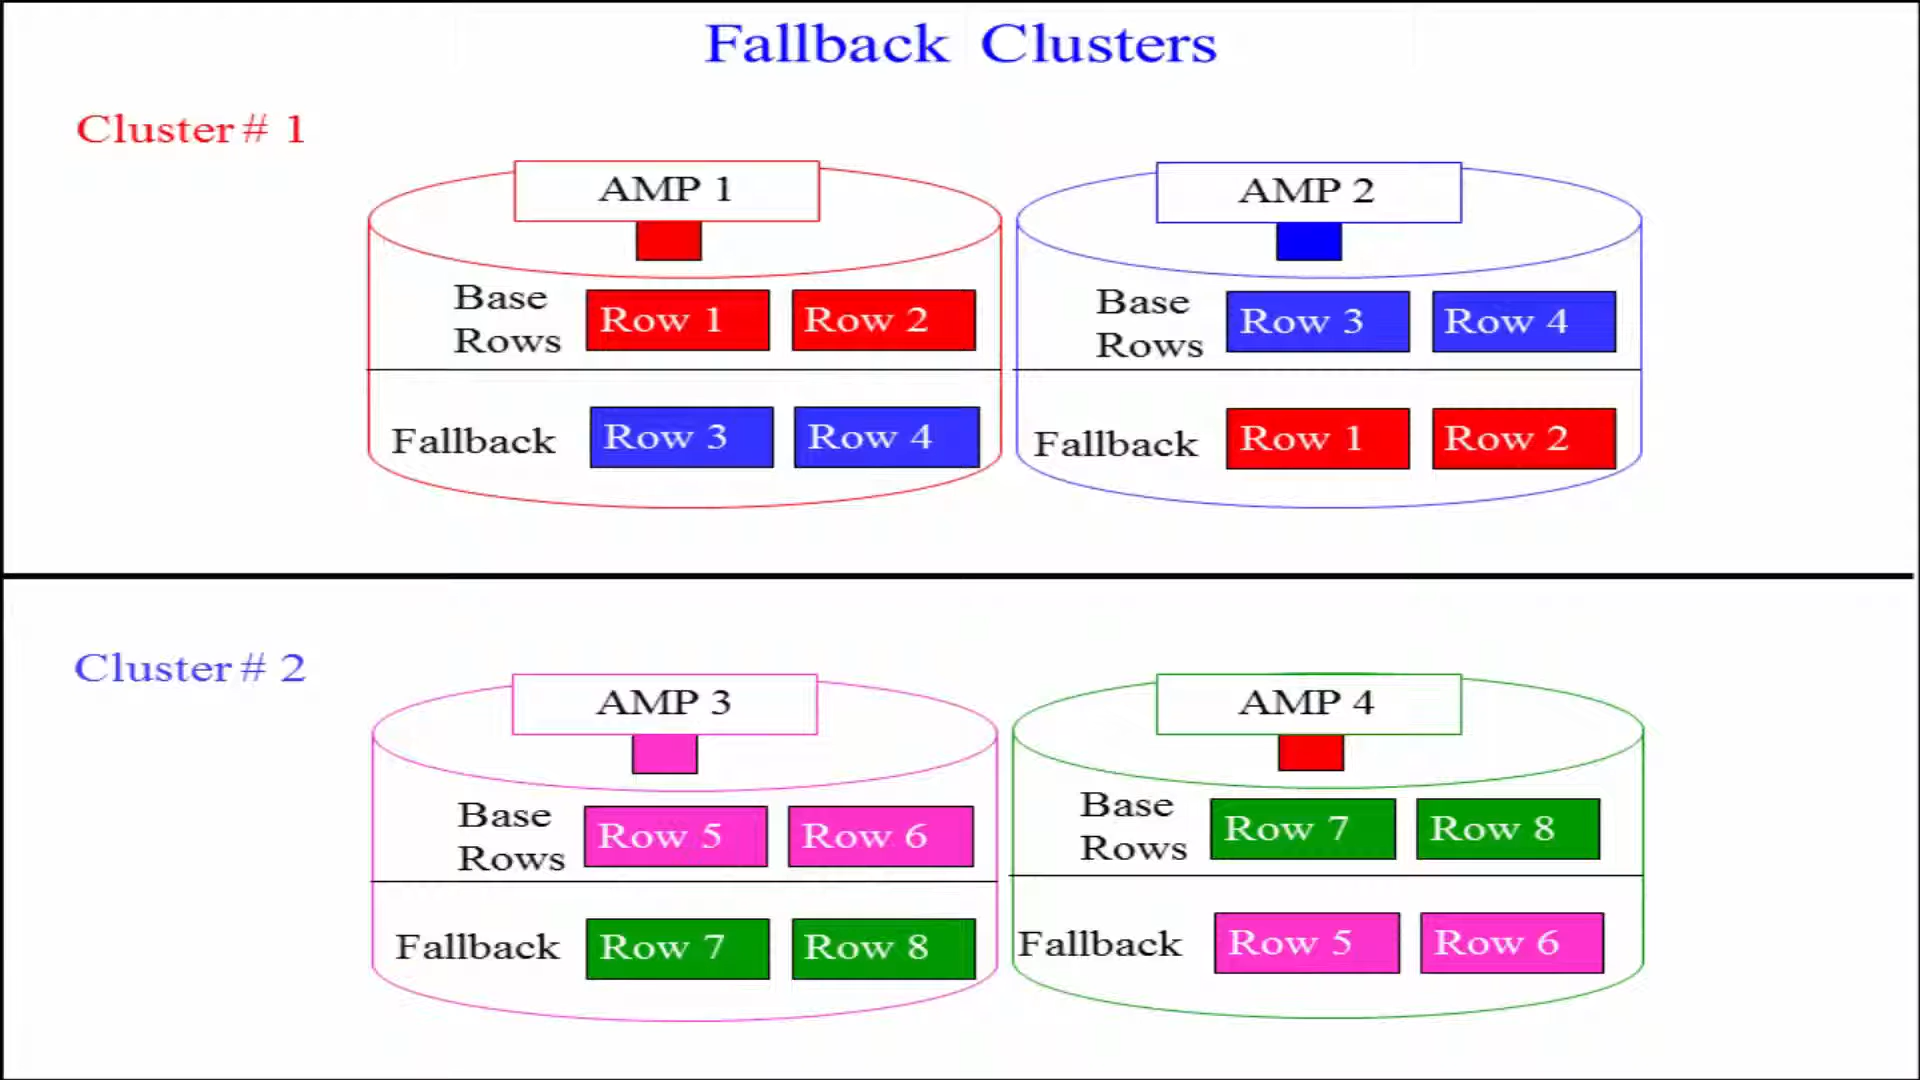 Fallback Clusters
Cluster # 1
AMP 1
AMP 2
Base
Rows
Row 1
Row 2
Base
Rows
Row 3
Row 4
Fallback
Row 3
Row 4
Fallback
Row 1
Row 2
Cluster # 2
AMP 3
AMP 4
Base
Rows
Row 5
Row 6
Base
Rows
Row 7
Row 8
Fallback
Row 7
Row 8
Fallback
Row 5
Row 6